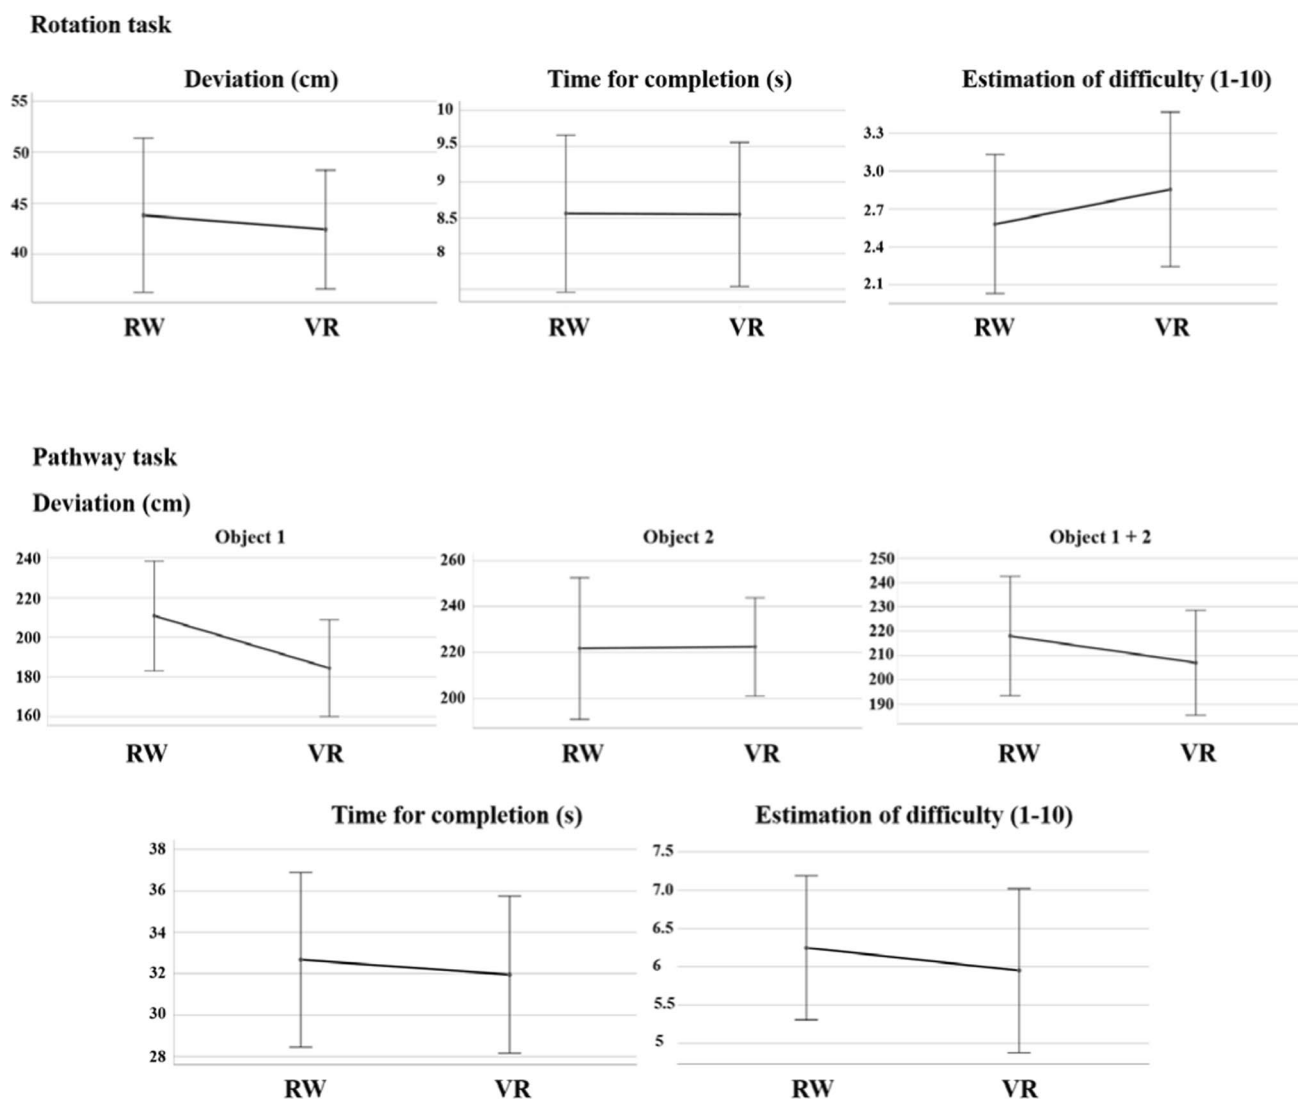 Rotation task
Deviation (cm)
55
50
45
40
RW VR
Time for completion (s)
10
9.5
9
8.5
8
RW VR
Estimation of difficulty (1-10)
3.3
3.0
2.7
2.4
2.1
RW VR
Pathway task
Deviation (cm)
Object 1
240
220
200
180
160
RW VR
Object 2
260
240
220
200
RW VR
Object 1 + 2
250
240
230
220
210
200
190
RW VR
Time for completion (s)
38
36
34
32
30
28
RW VR
Estimation of difficulty (1-10)
7.5
7.0
6.5
6
5.5
5
RW VR